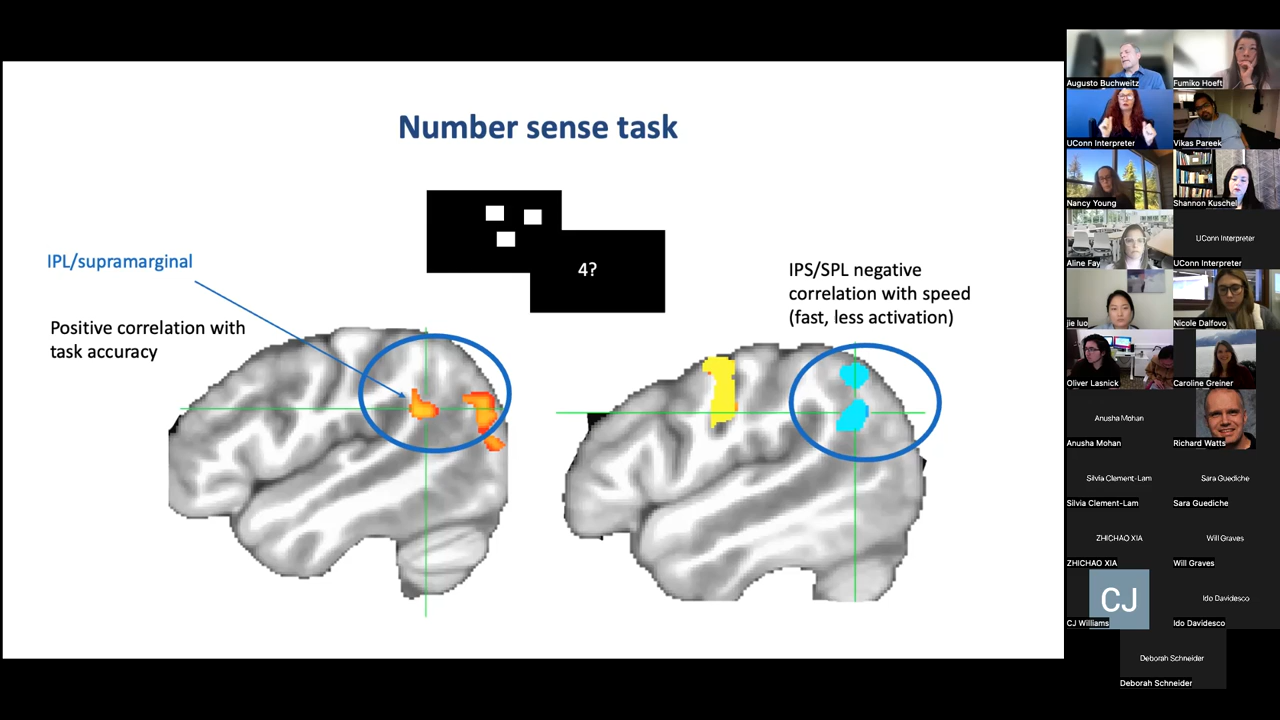 Number sense task
4?
IPL/supramarginal
Positive correlation with
task accuracy
IPS/SPL negative
correlation with speed
(fast, less activation)
Augusto Buchweitz
Fumiko Hoeft
UConn Interpreter
Vikas Pareek
Nancy Young
Shannon Kuschel
Aline Fay
UConn Interpreter
UConn Interpreter
jie luo
Nicole Dalfovo
Oliver Lasnick
Caroline Greiner
Anusha Mohan
Anusha Mohan
Richard Watts
Silvia Clement-Lam
Silvia Clement-Lam
Sara Guediche
Sara Guediche
ZHICHAO XIA
ZHICHAO XIA
Will Graves
Will Graves
CJ
CJ Williams
Ido Davidesco
Ido Davidesco
Deborah Schneider
Deborah Schneider